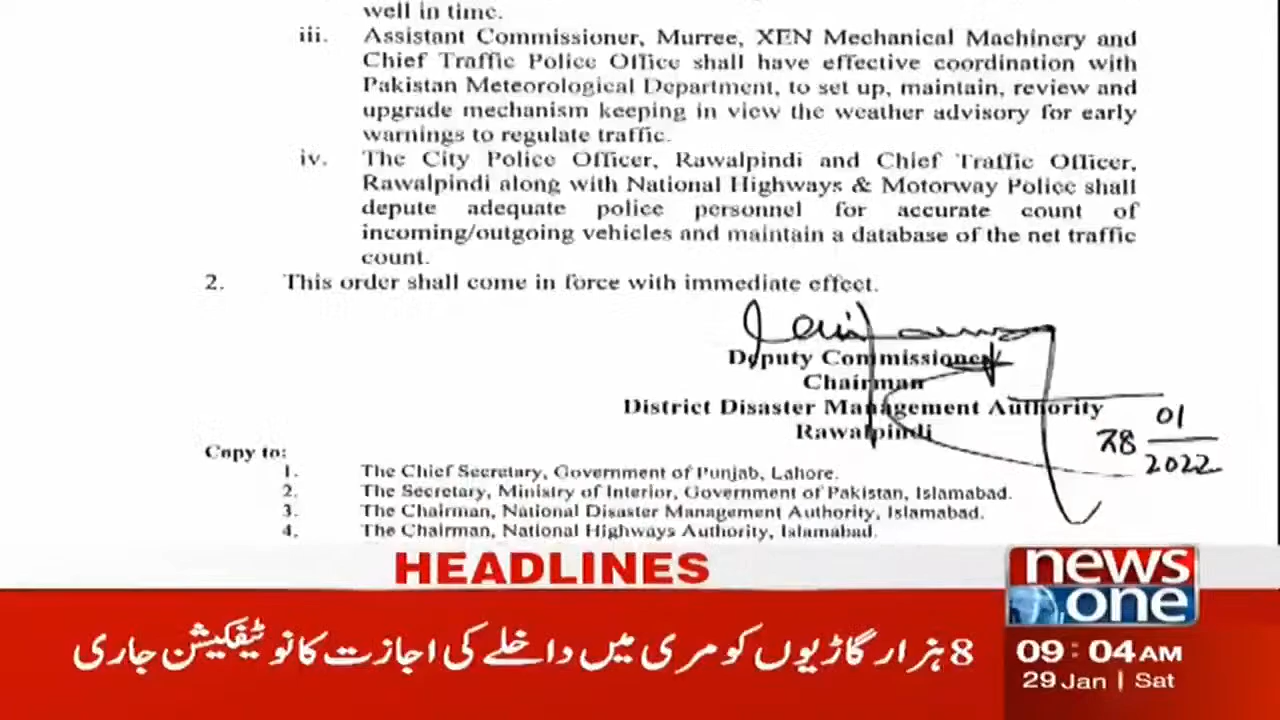 well in time.
iii. Assistant Commissioner, Murree, XEN Mechanical Machinery and
Chief Traffic Police Office shall have effective coordination with
Pakistan Meteorological Department, to set up, maintain, review and
upgrade mechanism keeping in view the weather advisory for early
warnings to regulate traffic.
iv. The City Police Officer, Rawalpindi and Chief Traffic Officer,
Rawalpindi along with National Highways & Motorway Police shall
depute adequate police personnel for accurate count of
incoming/outgoing vehicles and maintain a database of the net traffic
count.
2. This order shall come in force with immediate effect.
Deputy Commissioner
Chairman
District Disaster Management Authority
Rawalpindi
28 01
2022
Copy to:
1. The Chief Secretary, Government of Punjab, Lahore.
2. The Secretary, Ministry of Interior, Government of Pakistan, Islamabad.
3. The Chairman, National Disaster Management Authority, Islamabad.
4. The Chairman, National Highways Authority, Islamabad.
HEADLINES
news
one
8 ہزار گاڑیوں کو مری میں داخلے کی اجازت کا نوٹیفکیشن جاری
09:04AM
29 Jan | Sat